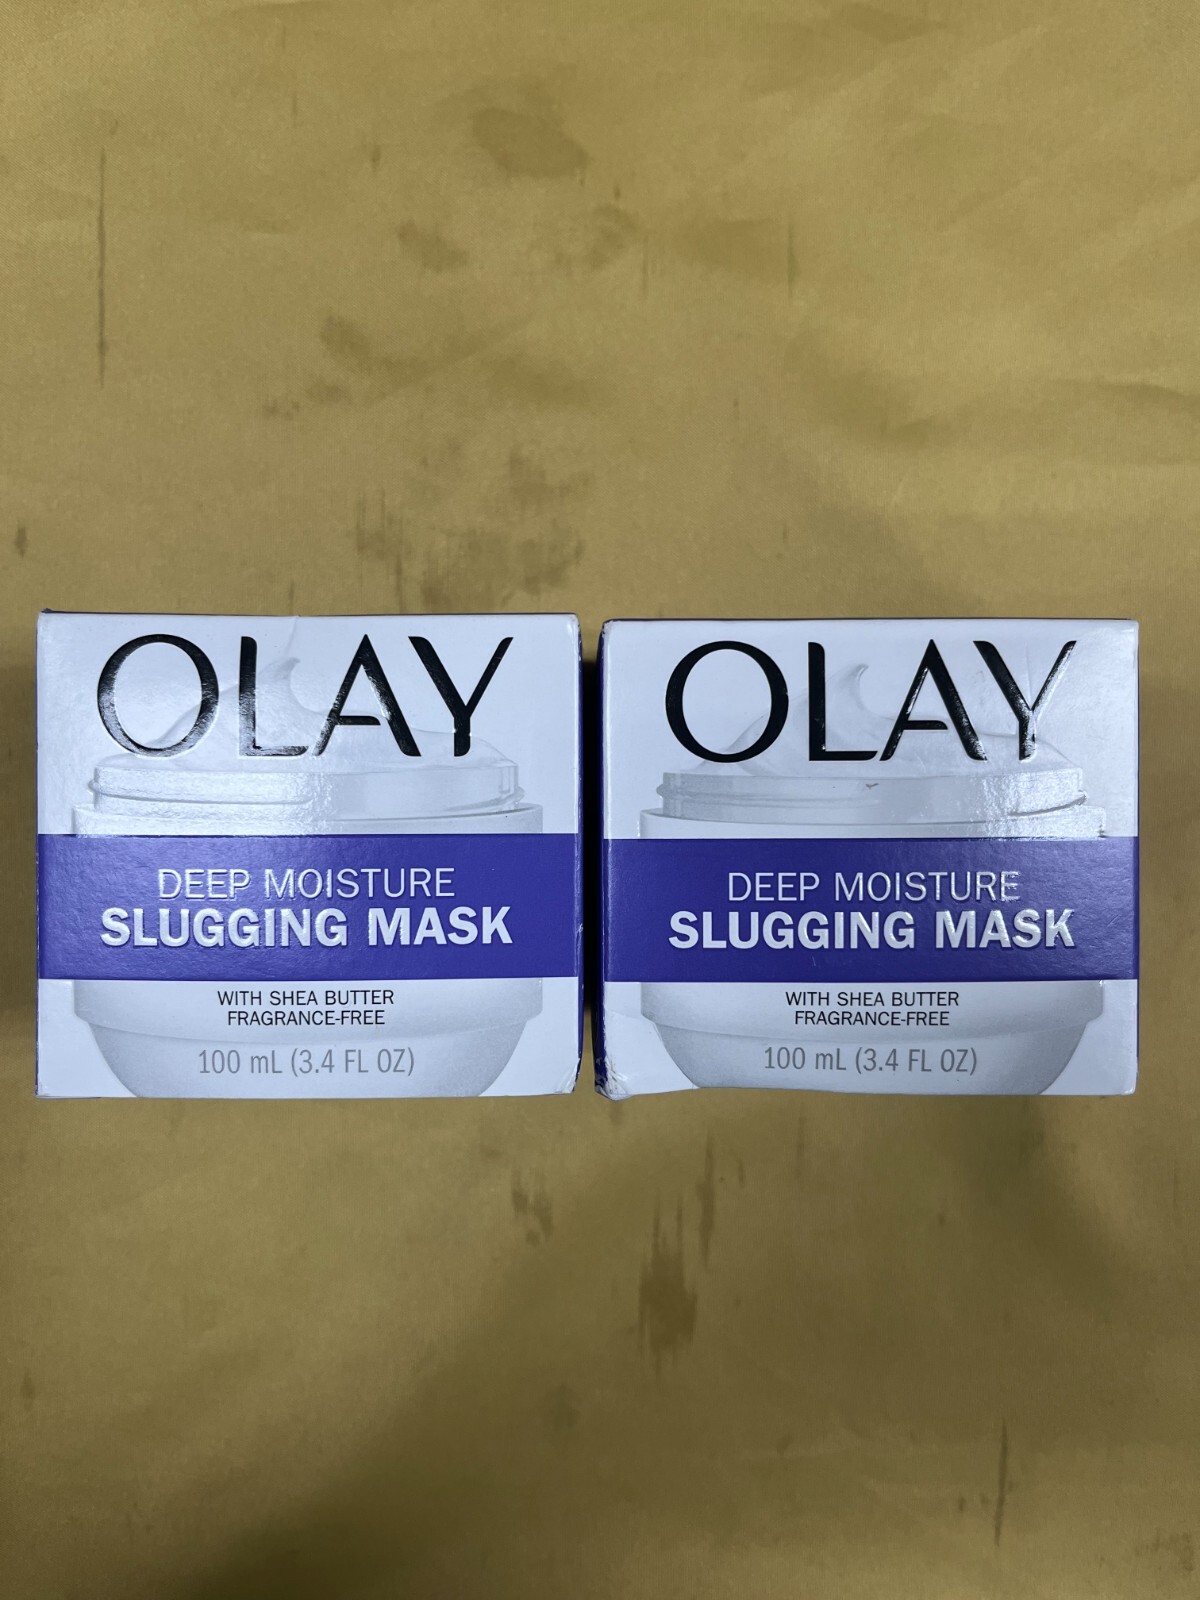 OLAY
DEEP MOISTURE
SLUGGING MASK
WITH SHEA BUTTER
FRAGRANCE-FREE
100 mL (3.4 FL OZ)
OLAY
DEEP MOISTURE
SLUGGING MASK
WITH SHEA BUTTER
FRAGRANCE-FREE
100 mL (3.4 FL OZ)